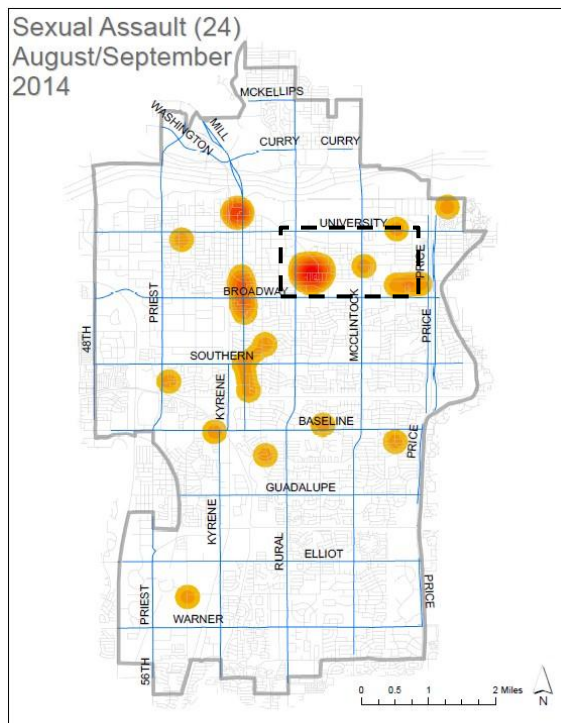 Sexual Assault (24)
August/September
2014
MCKELLIPS
WASHINGTON
MILL
CURRY
CURRY
UNIVERSITY
PRICE
BROADWAY
PRIEST
MCCLINTOCK
PRICE
48TH
SOUTHERN
KYRENE
BASELINE
PRICE
GUADALUPE
KYRENE
RURAL
ELLIOT
PRICE
PRIEST
WARNER
56TH
0 0.5 1 2 Miles
N